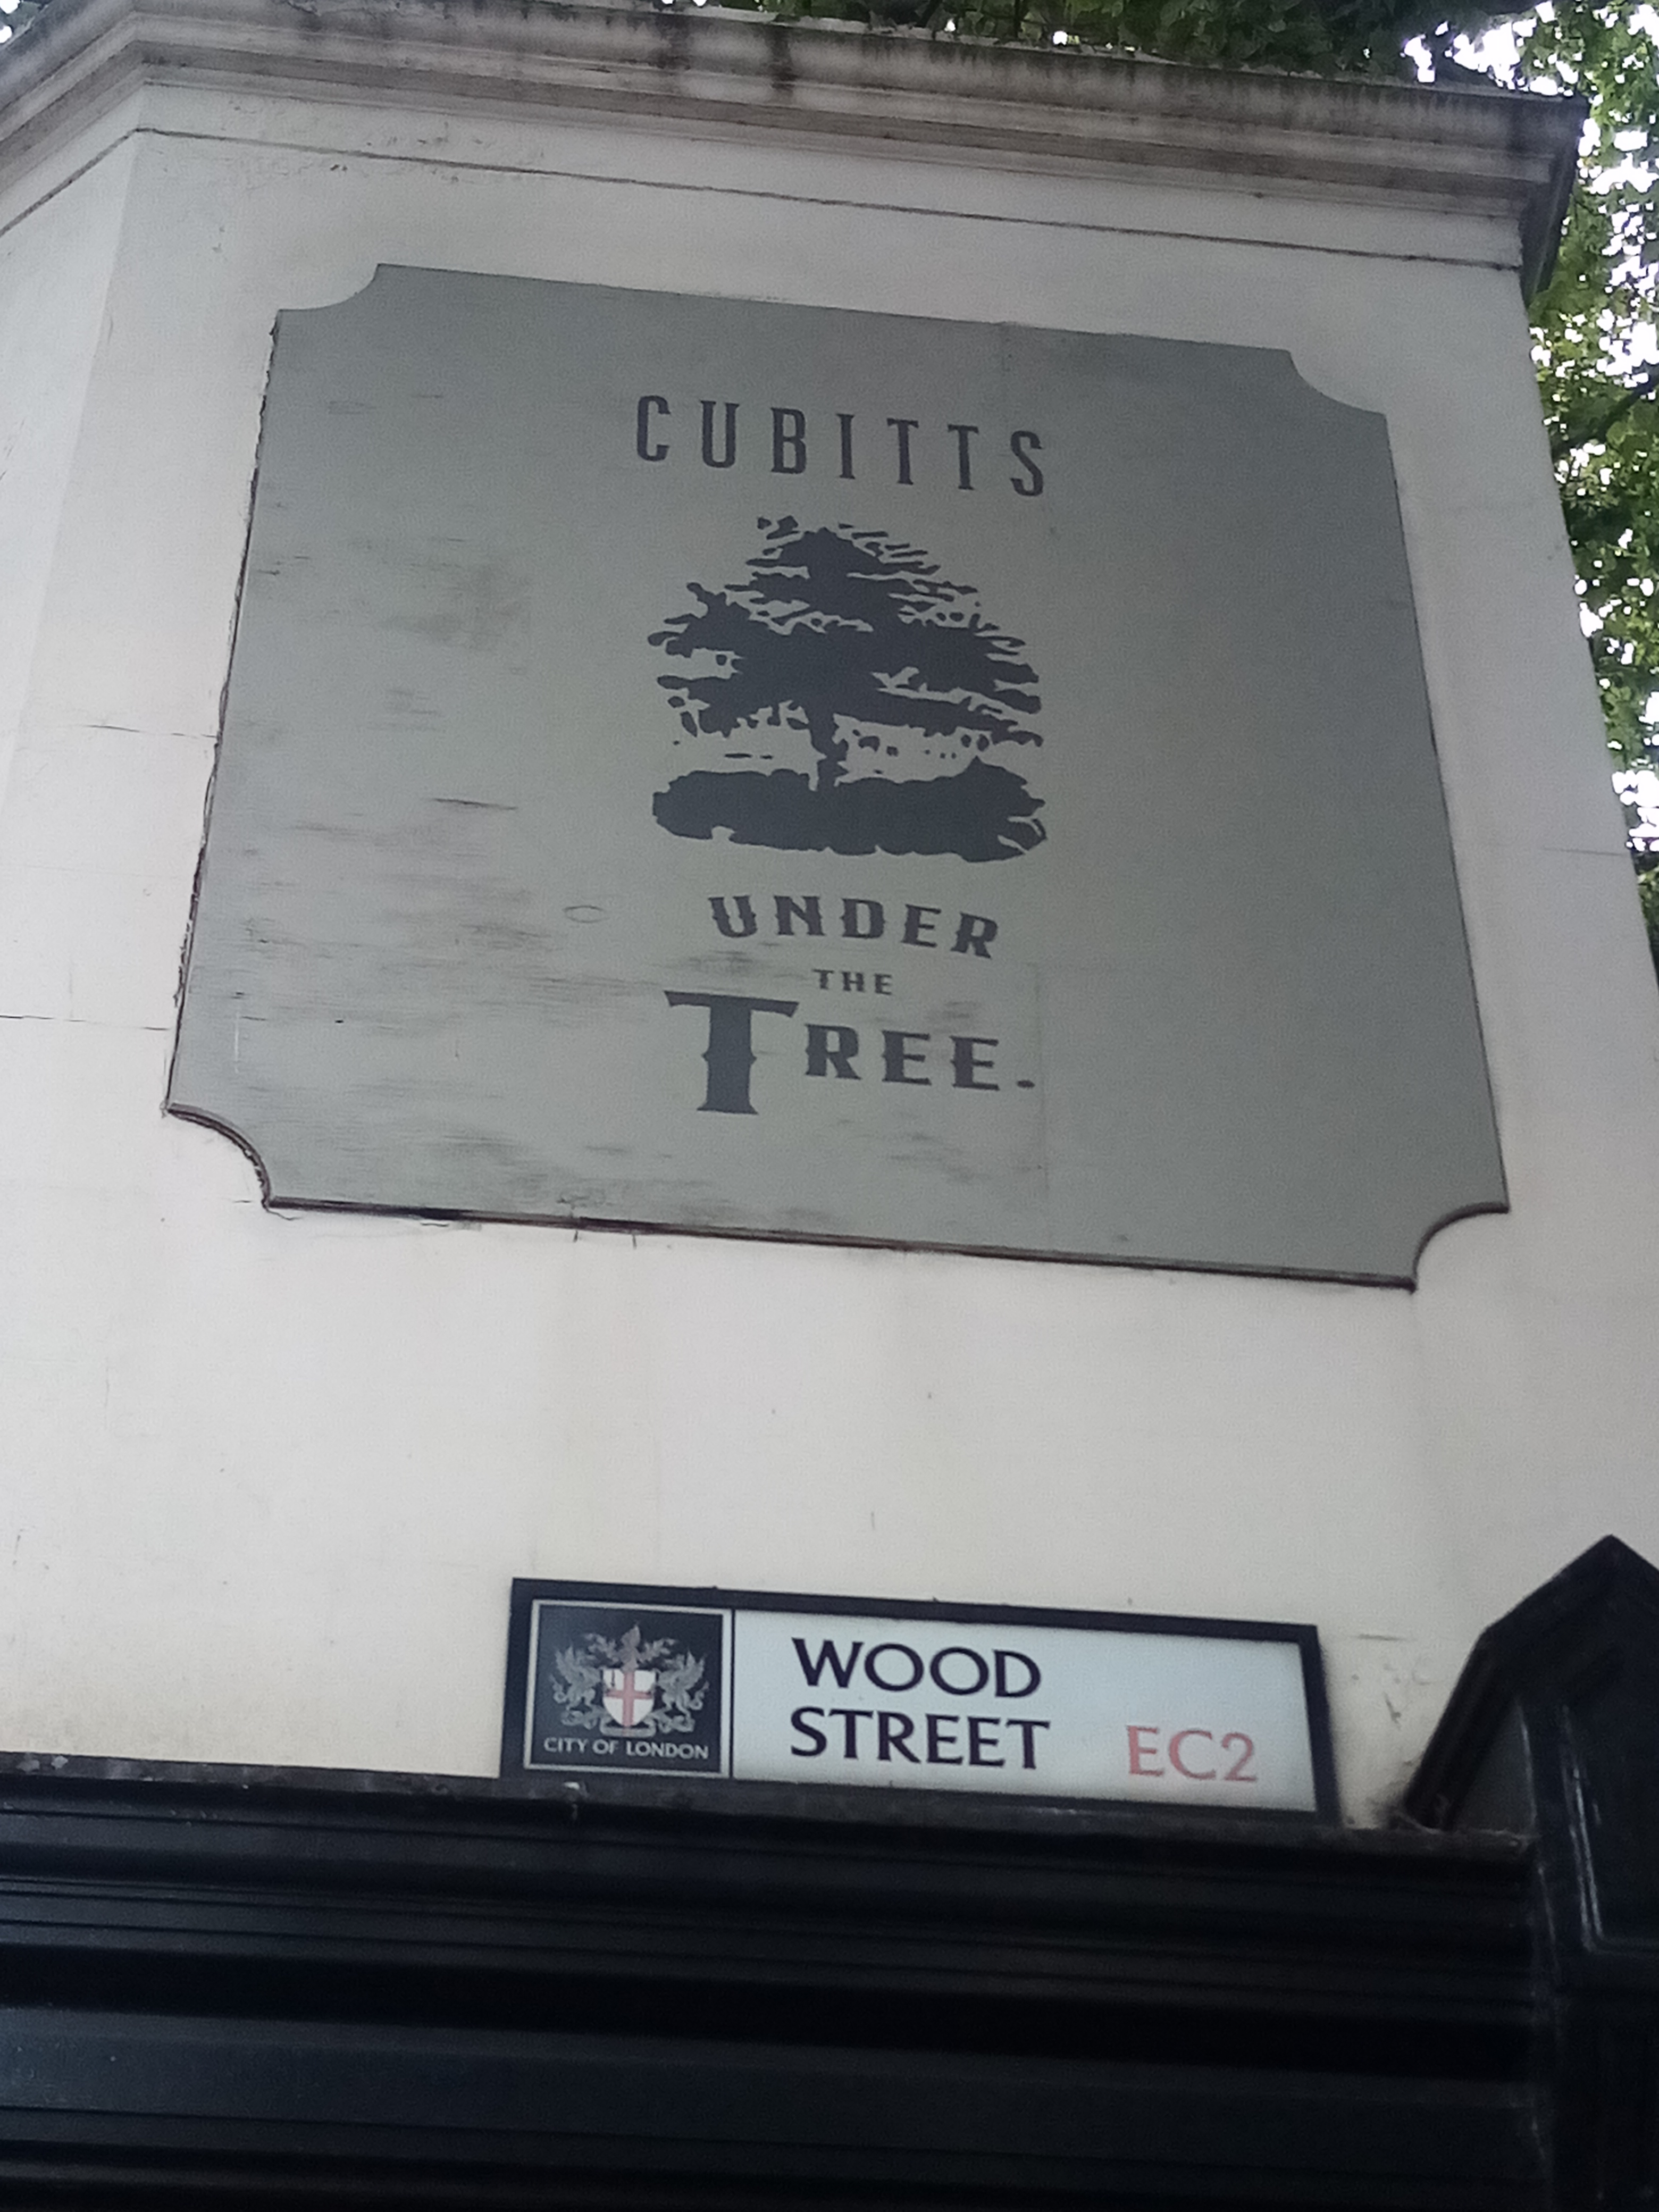 CUBITTS
UNDER
THE
TREE.
CITY OF LONDON
WOOD
STREET EC2